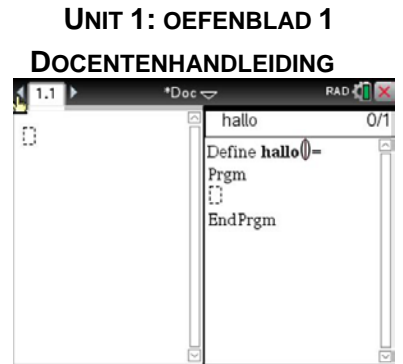 UNIT 1: OEFENBLAD 1
DOCENTENHANDLEIDING
1.1 *Doc RAD
hallo 0/1
Define hallo()=
Prgm
EndPrgm